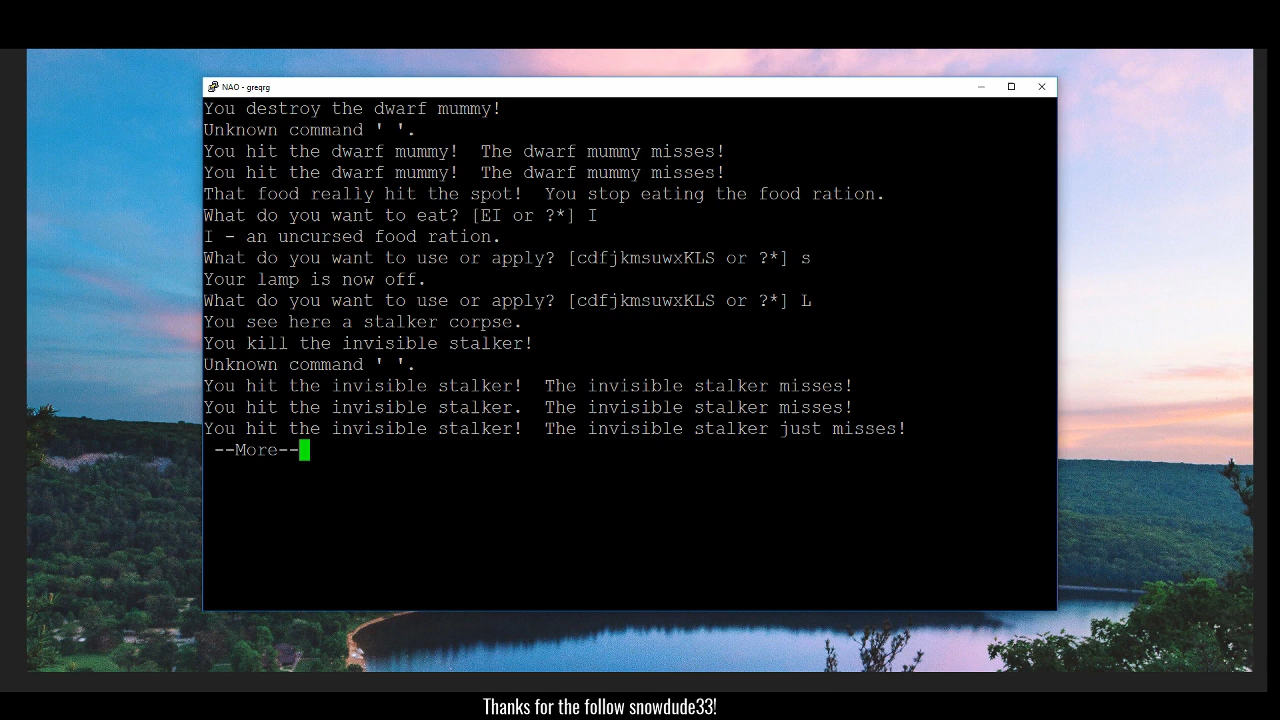 NAO - greqrg
You destroy the dwarf mummy!
Unknown command ' '.
You hit the dwarf mummy!  The dwarf mummy misses!
You hit the dwarf mummy!  The dwarf mummy misses!
That food really hit the spot!  You stop eating the food ration.
What do you want to eat? [EI or ?*] I
I - an uncursed food ration.
What do you want to use or apply? [cdfjkmsuwxKLS or ?*] s
Your lamp is now off.
What do you want to use or apply? [cdfjkmsuwxKLS or ?*] L
You see here a stalker corpse.
You kill the invisible stalker!
Unknown command ' '.
You hit the invisible stalker!  The invisible stalker misses!
You hit the invisible stalker.  The invisible stalker misses!
You hit the invisible stalker!  The invisible stalker just misses!
--More--
Thanks for the follow snowdude33!